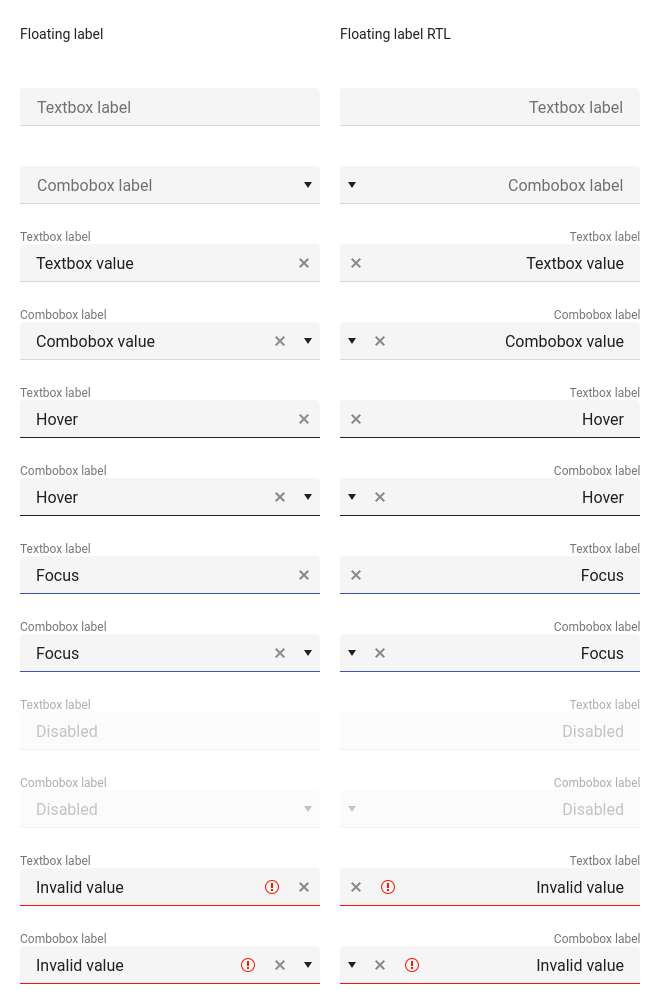 Floating label
Floating label RTL
Textbox label
Textbox label
Combobox label
Combobox label
Textbox label
Textbox label
Textbox value
Textbox value
Combobox label
Combobox label
Combobox value
Combobox value
Textbox label
Textbox label
Hover
Hover
Combobox label
Combobox label
Hover
Hover
Textbox label
Textbox label
Focus
Focus
Combobox label
Combobox label
Focus
Focus
Textbox label
Textbox label
Disabled
Disabled
Combobox label
Combobox label
Disabled
Disabled
Textbox label
Textbox label
Invalid value
Invalid value
Combobox label
Combobox label
Invalid value
Invalid value